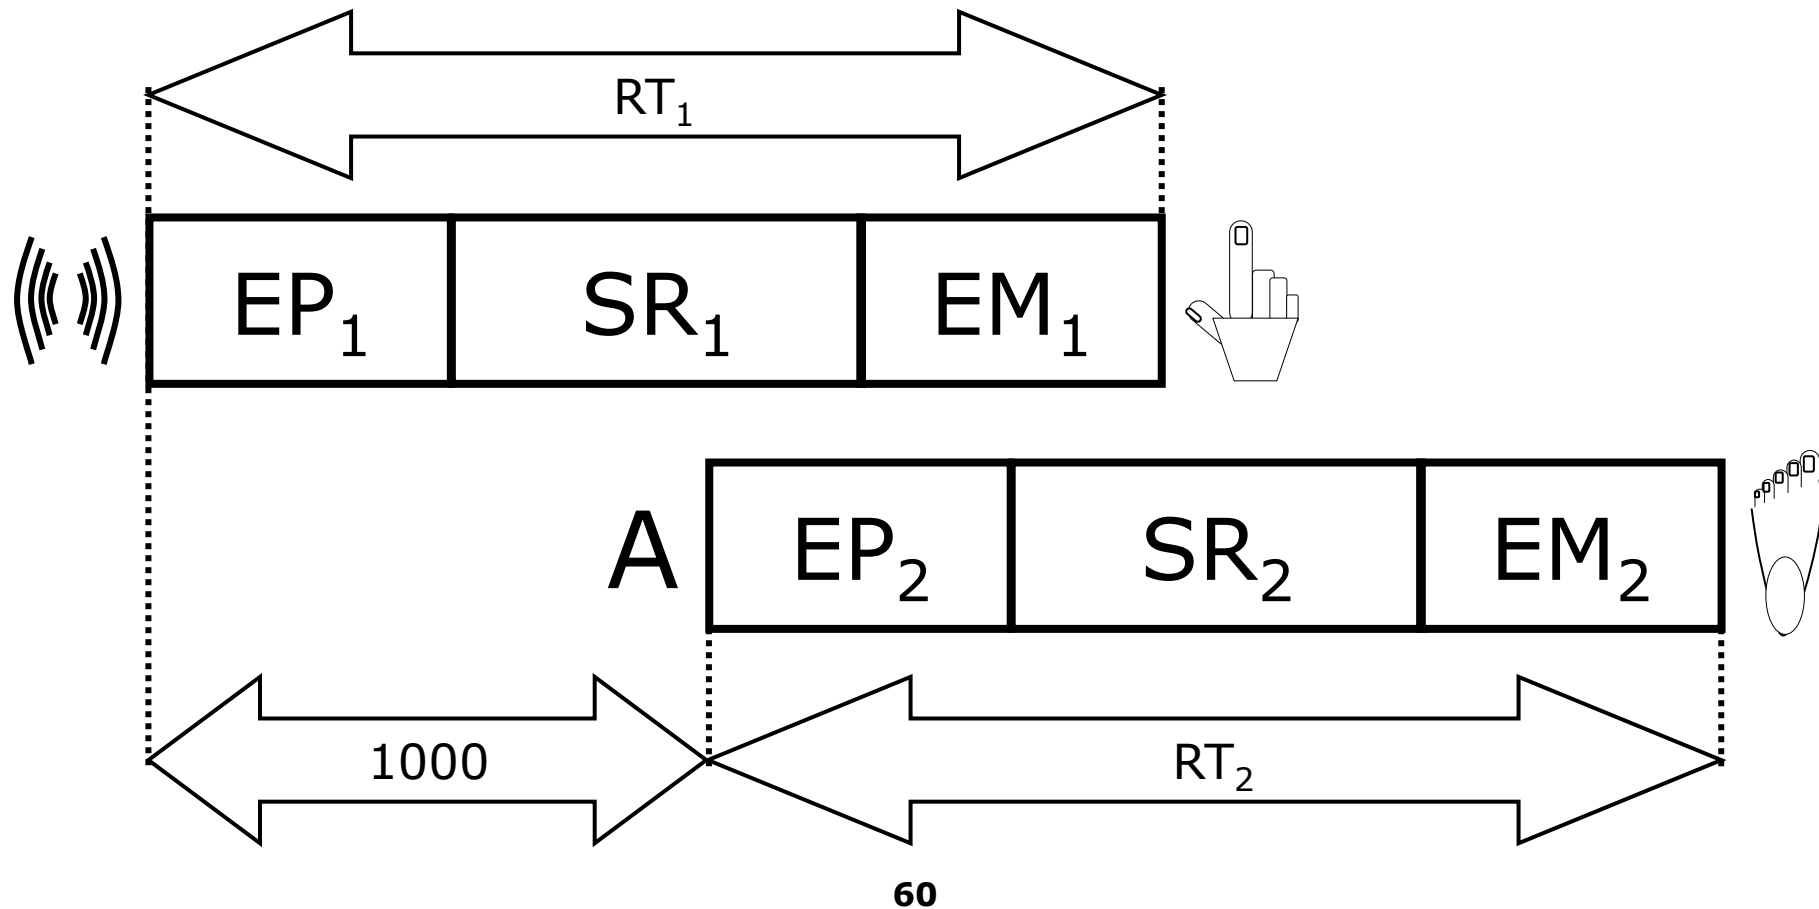 RT₁
EP₁ SR₁ EM₁
A EP₂ SR₂ EM₂
1000 RT₂
60